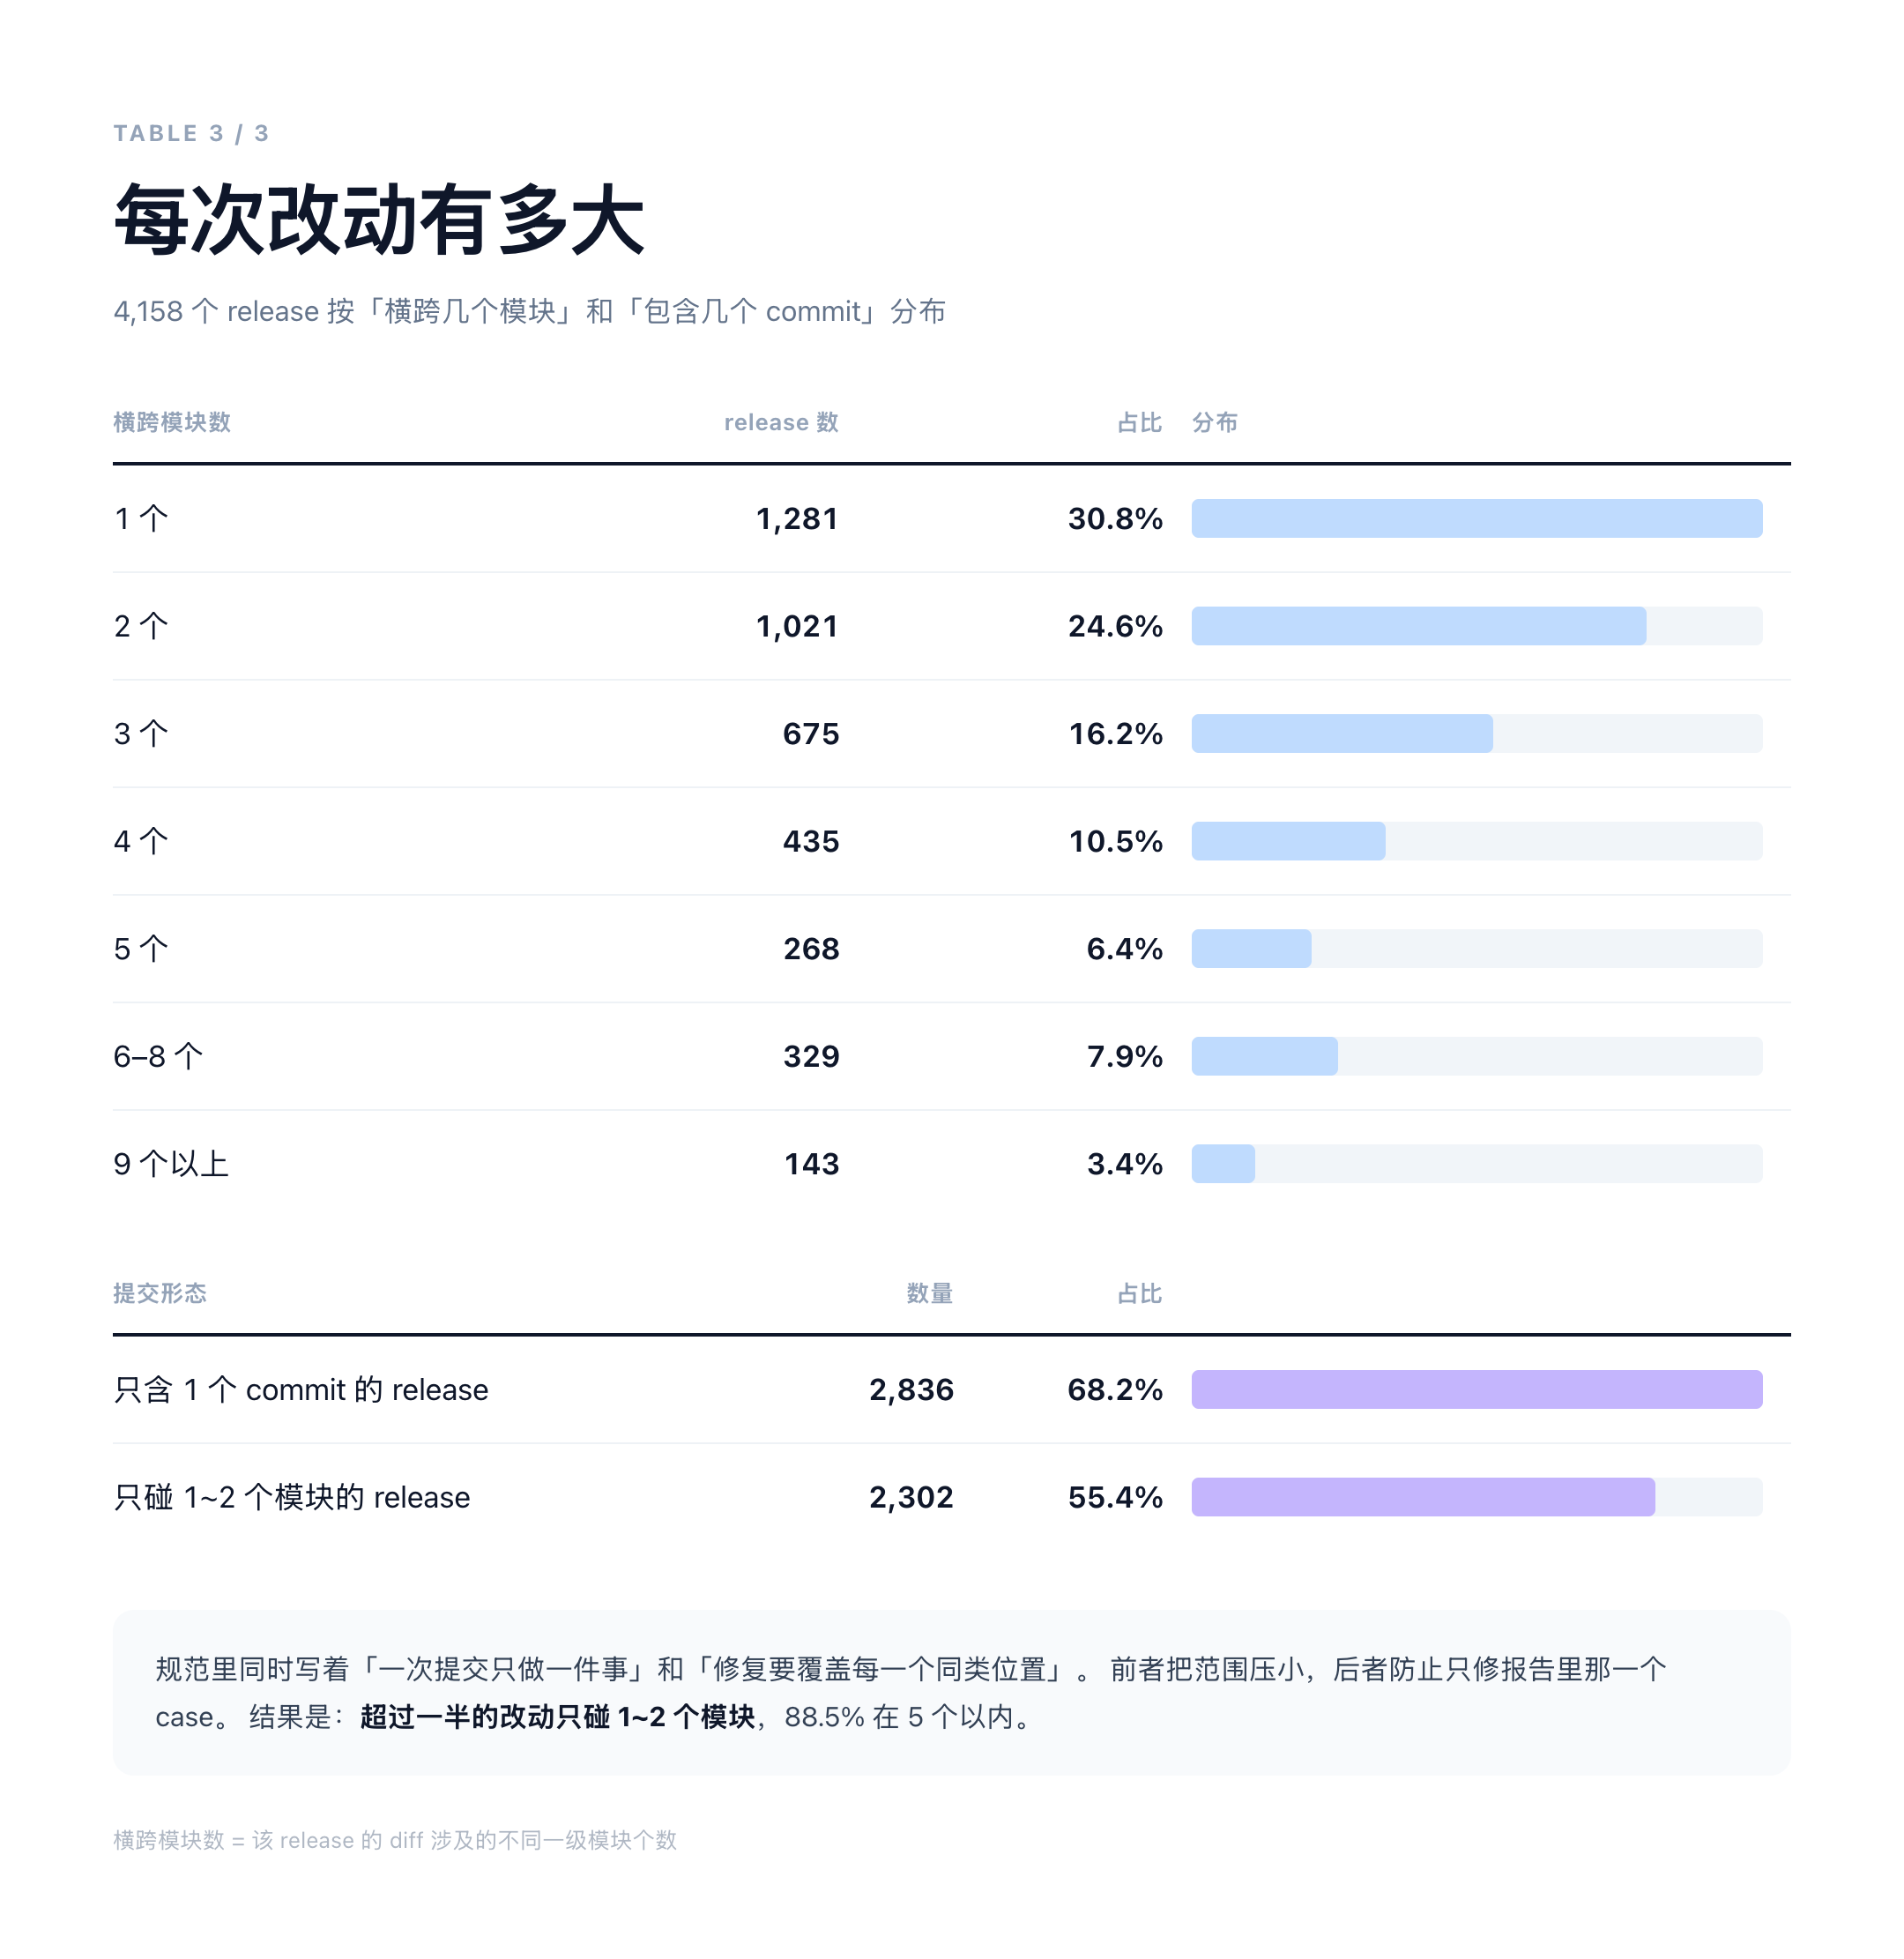 TABLE 3 / 3
每次改动有多大
4,158 个 release 按「横跨几个模块」和「包含几个 commit」分布
横跨模块数 release 数 占比 分布
1 个 1,281 30.8%
2 个 1,021 24.6%
3 个 675 16.2%
4 个 435 10.5%
5 个 268 6.4%
6–8 个 329 7.9%
9 个以上 143 3.4%
提交形态 数量 占比
只含 1 个 commit 的 release 2,836 68.2%
只碰 1~2 个模块的 release 2,302 55.4%
规范里同时写着「一次提交只做一件事」和「修复要覆盖每一个同类位置」。 前者把范围压小，后者防止只修报告里那一个
case。 结果是：超过一半的改动只碰 1~2 个模块，88.5% 在 5 个以内。
横跨模块数 = 该 release 的 diff 涉及的不同一级模块个数